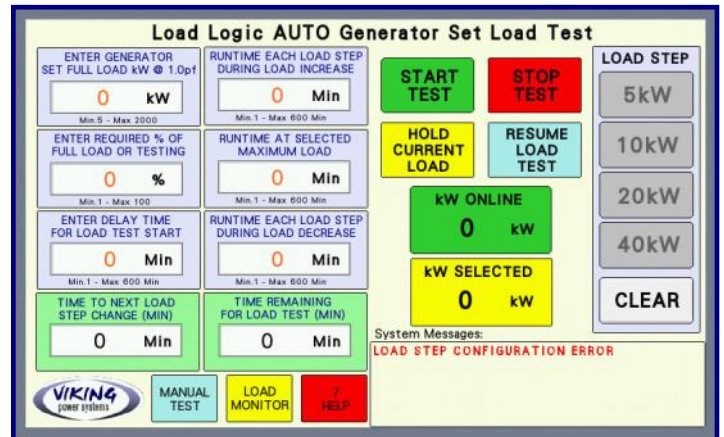 Load Logic AUTO Generator Set Load Test
ENTER GENERATOR
SET FULL LOAD kW @ 1.0pf
0 kW
Min.5 - Max 2000
RUNTIME EACH LOAD STEP
DURING LOAD INCREASE
0 Min
Min.1 - Max 600 Min
ENTER REQUIRED % OF
FULL LOAD OR TESTING
0 %
Min.1 - Max 100
RUNTIME AT SELECTED
MAXIMUM LOAD
0 Min
Min.1 - Max 600 Min
ENTER DELAY TIME
FOR LOAD TEST START
0 Min
Min.1 - Max 600 Min
RUNTIME EACH LOAD STEP
DURING LOAD DECREASE
0 Min
Min.1 - Max 600 Min
TIME TO NEXT LOAD
STEP CHANGE (MIN)
0 Min
TIME REMAINING
FOR LOAD TEST (MIN)
0 Min
START
TEST
STOP
TEST
HOLD
CURRENT
LOAD
RESUME
LOAD
TEST
kW ONLINE
0 kW
kW SELECTED
0 kW
LOAD STEP
5kW
10kW
20kW
40kW
CLEAR
System Messages:
LOAD STEP CONFIGURATION ERROR
VIKING
power systems
MANUAL
TEST
LOAD
MONITOR
?
HELP